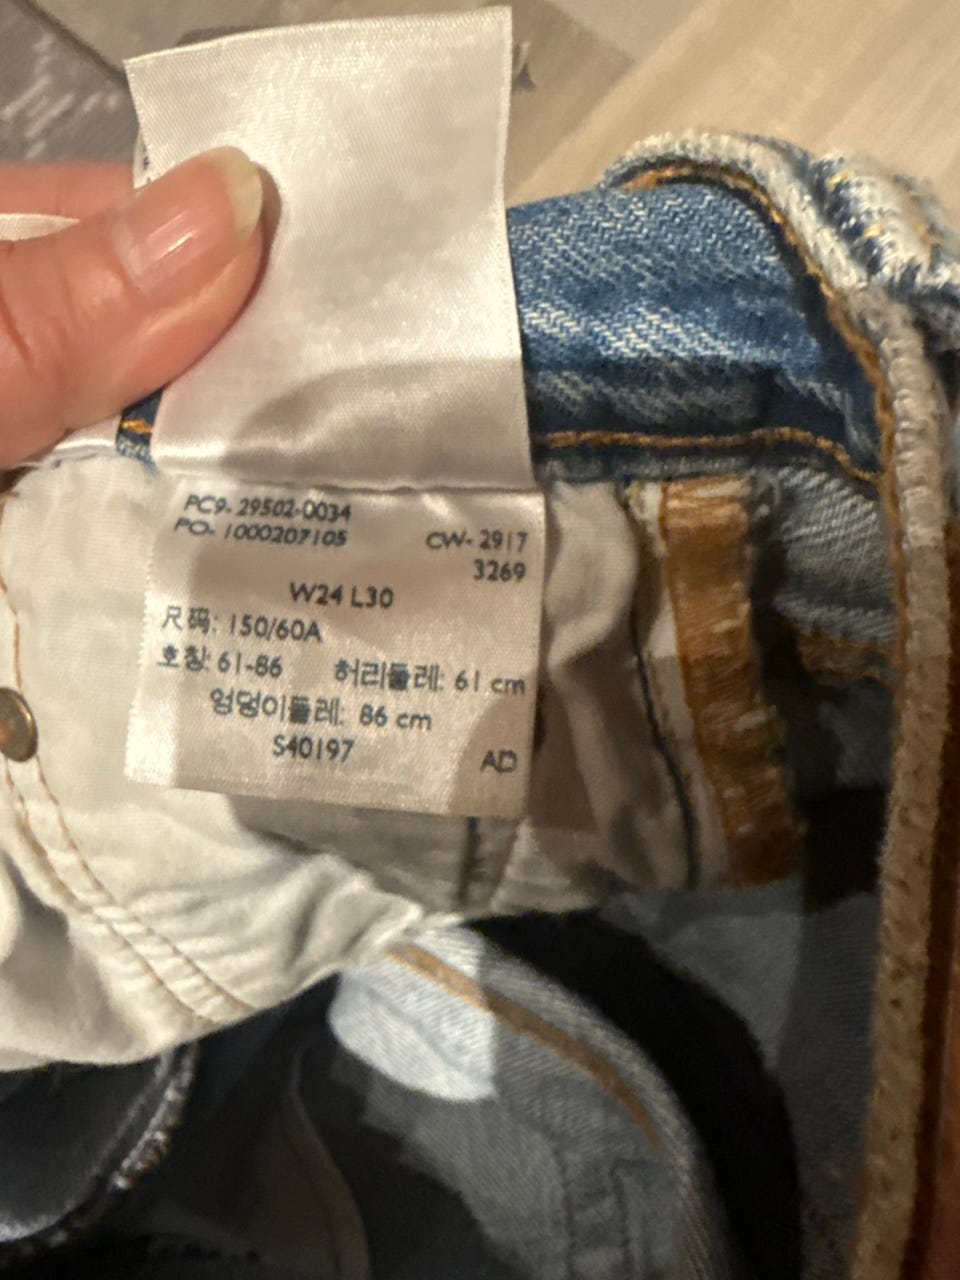 PC9- 29502-0034
PO- 1000207105
CW- 2917
3269
W24 L30
尺码: 150/60A
호칭: 61-86 허리둘레: 61 cm
엉덩이둘레: 86 cm
S40197
AD